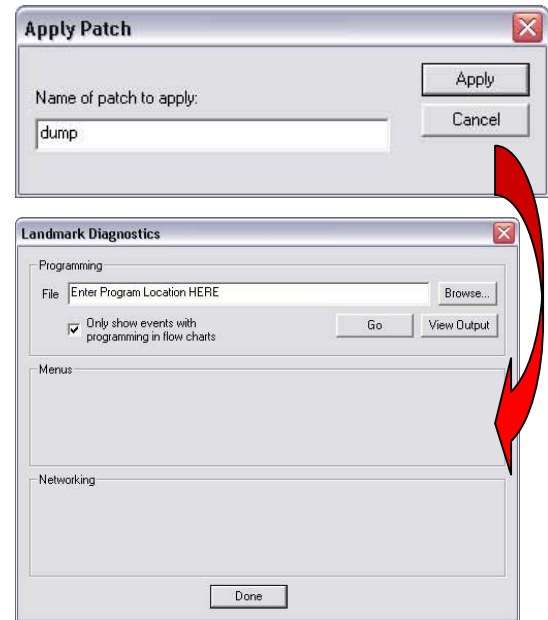 Apply Patch
Name of patch to apply:
dump
Apply
Cancel
Landmark Diagnostics
Programming
File Enter Program Location HERE Browse...
Only show events with
programming in flow charts
Go View Output
Menus
Networking
Done